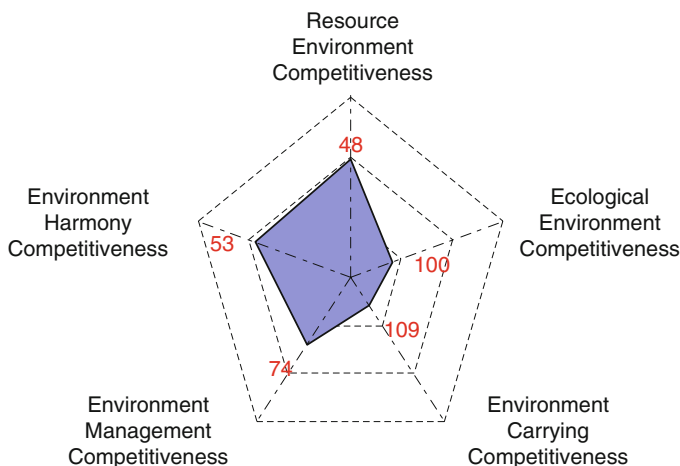 Resource
Environment
Competitiveness
48
Environment
Harmony
Competitiveness
53
Ecological
Environment
Competitiveness
100
109
74
Environment
Management
Competitiveness
Environment
Carrying
Competitiveness